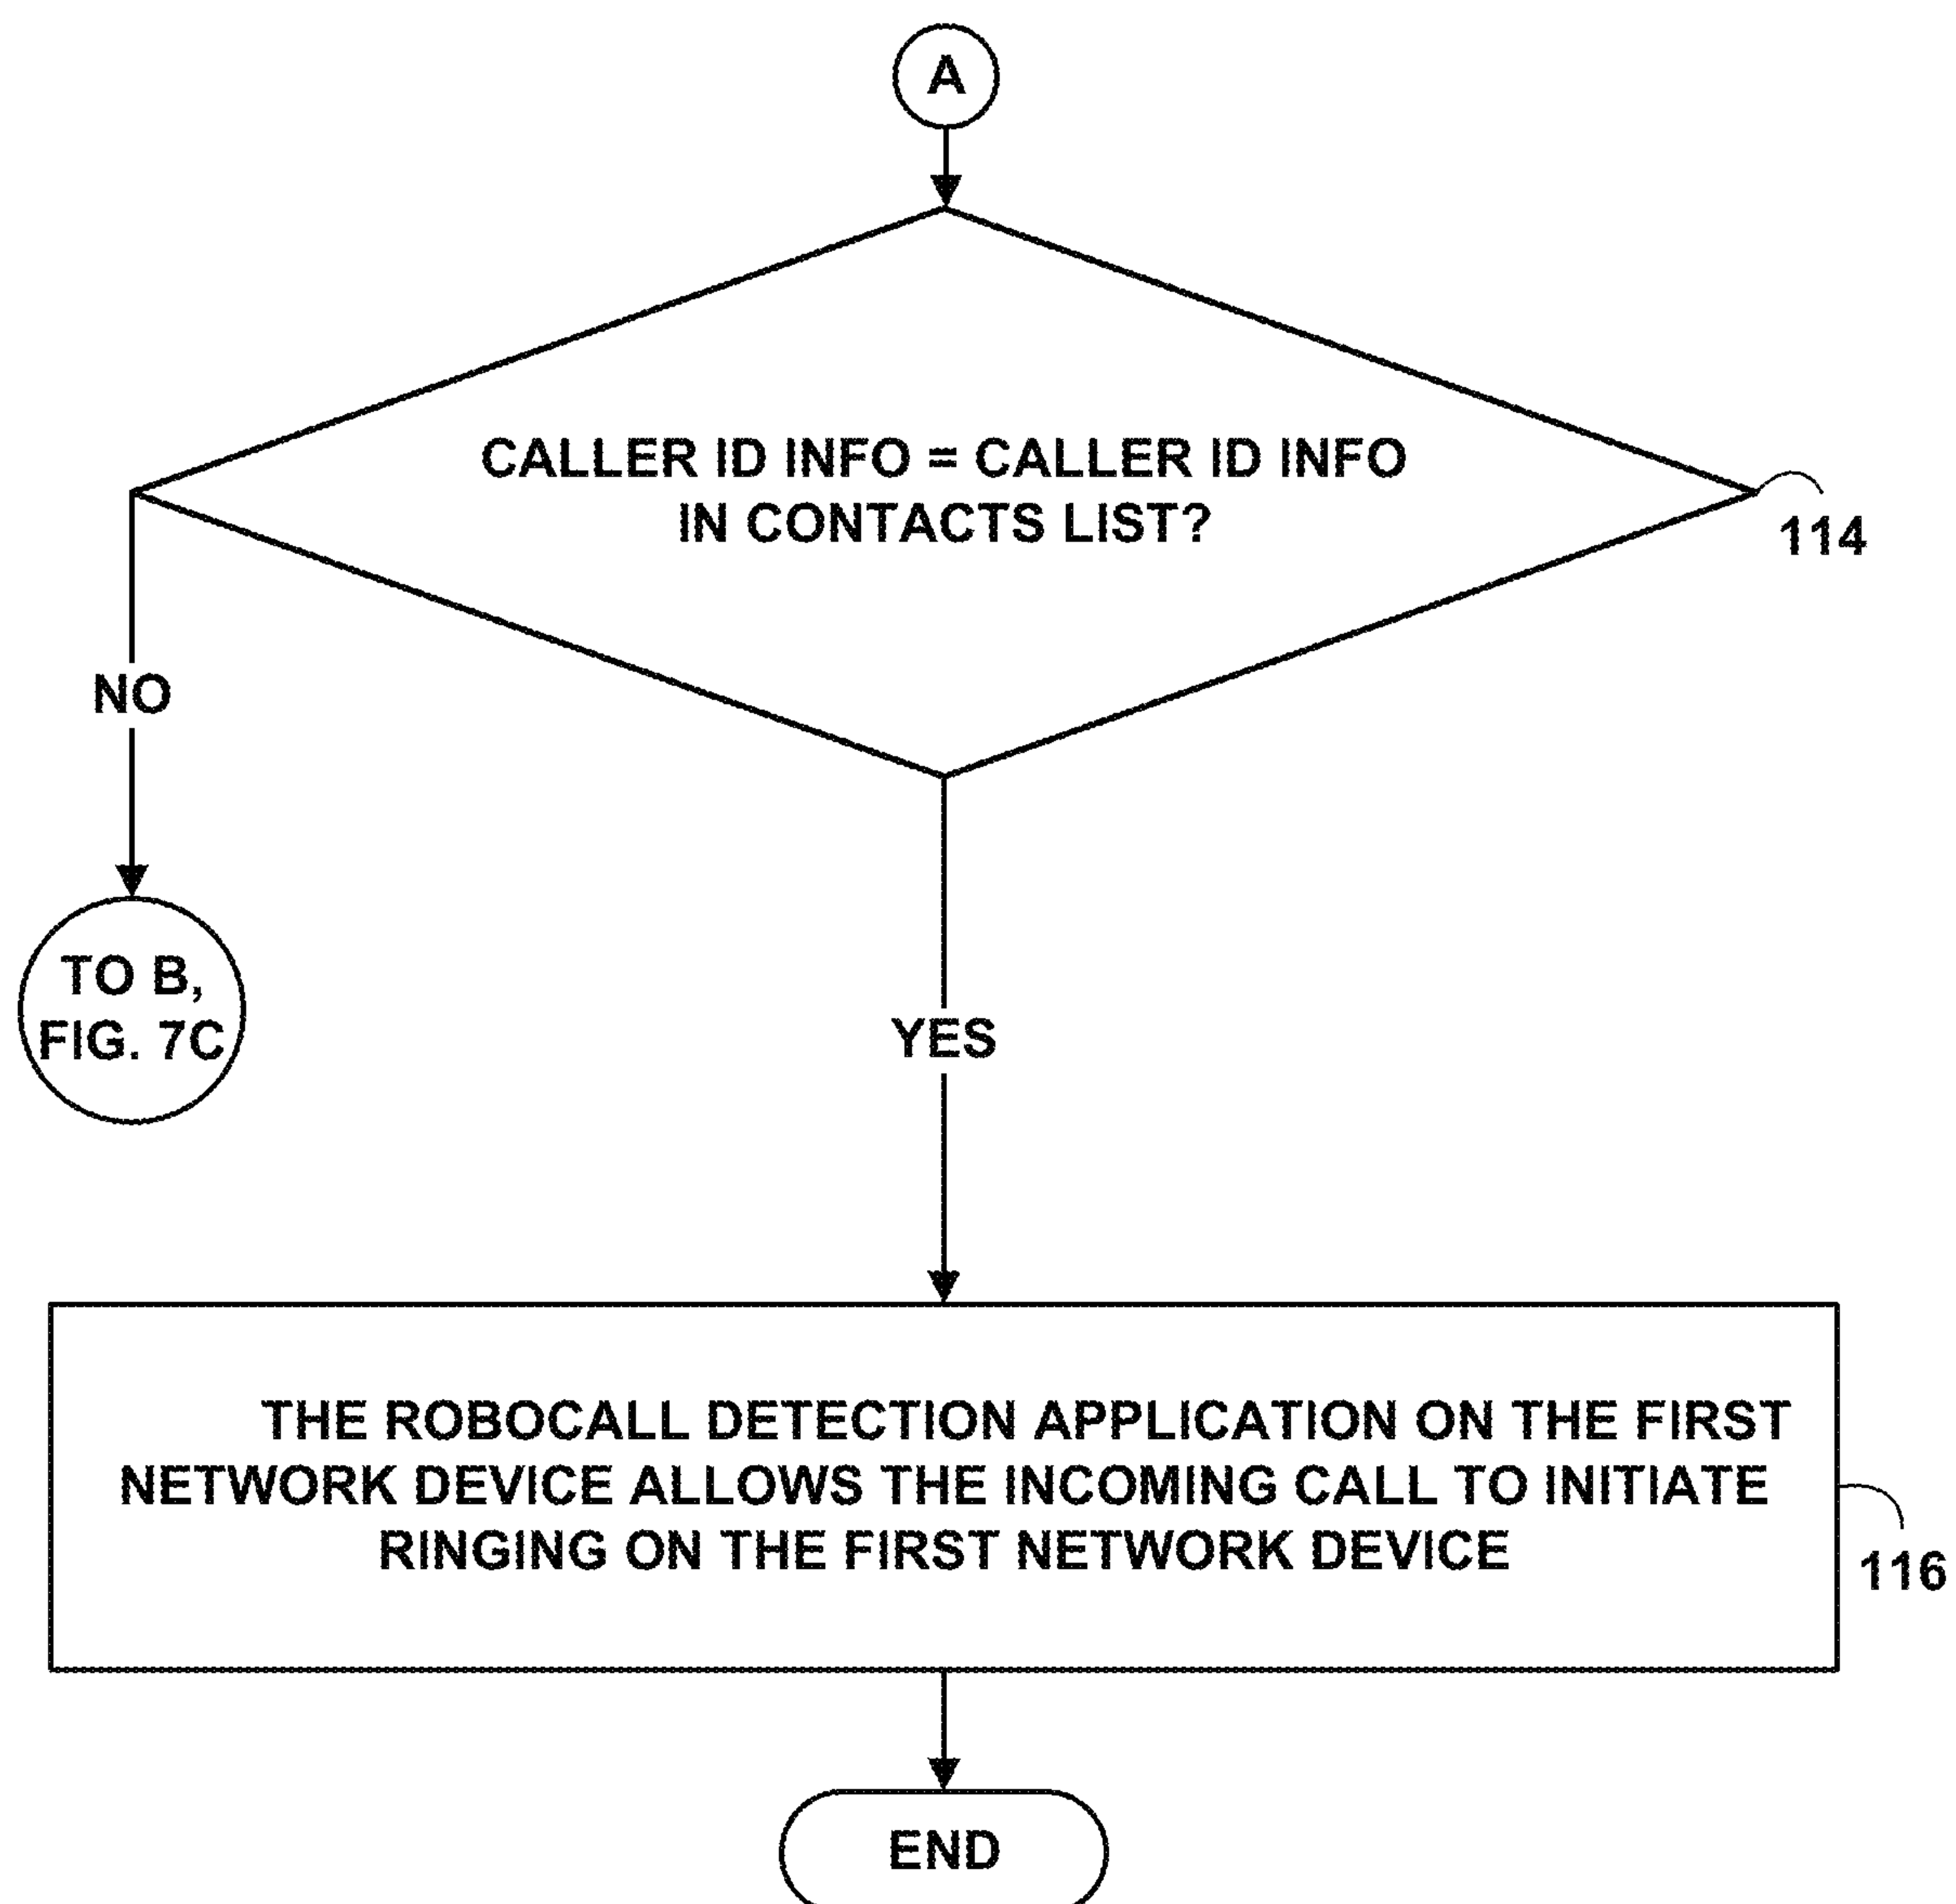 A
CALLER ID INFO = CALLER ID INFO
IN CONTACTS LIST?
114
NO
TO B,
FIG. 7C
YES
THE ROBOCALL DETECTION APPLICATION ON THE FIRST
NETWORK DEVICE ALLOWS THE INCOMING CALL TO INITIATE
RINGING ON THE FIRST NETWORK DEVICE
116
END